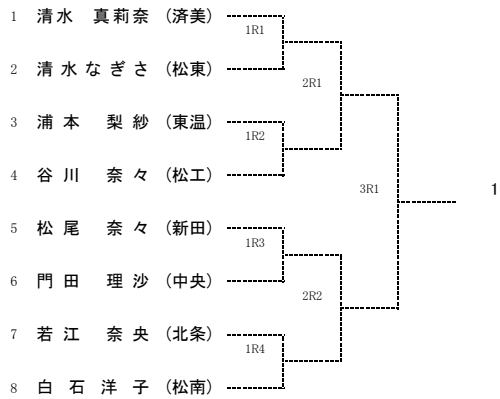 1 清水 真莉奈 (済美)
1R1
2 清水なぎさ (松東)
2R1
3 浦本 梨紗 (東温)
1R2
4 谷川 奈々 (松工)
3R1
1
5 松尾 奈々 (新田)
1R3
6 門田 理沙 (中央)
2R2
7 若江 奈央 (北条)
1R4
8 白石洋子 (松南)